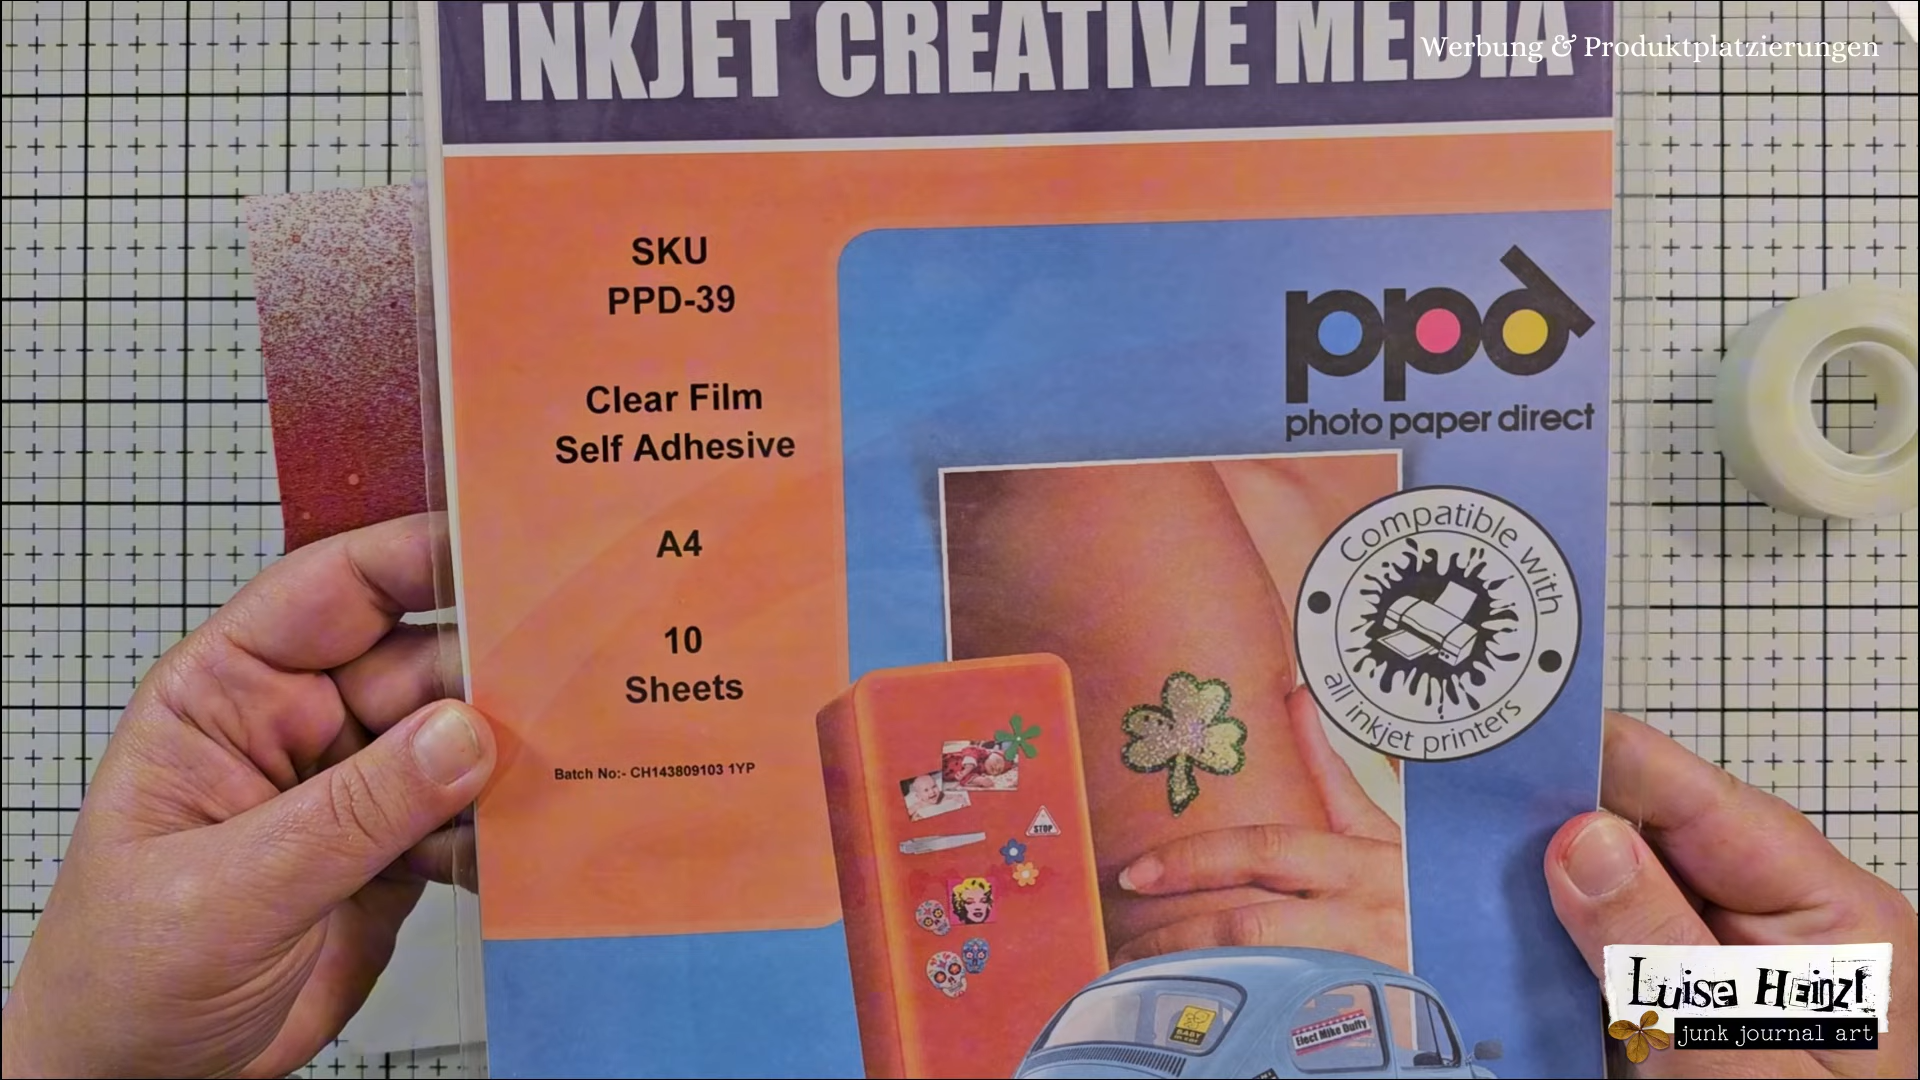 INKJET CREATIVE MEDIA
Werbung & Produktplatzierungen
SKU
PPD-39
Clear Film
Self Adhesive
A4
10
Sheets
Batch No:- CH143809103 1YP
ppd
photo paper direct
Compatible with
all inkjet printers
STOP
BABY
Elect Mike Duffy
Luise Heinzl
junk journal art